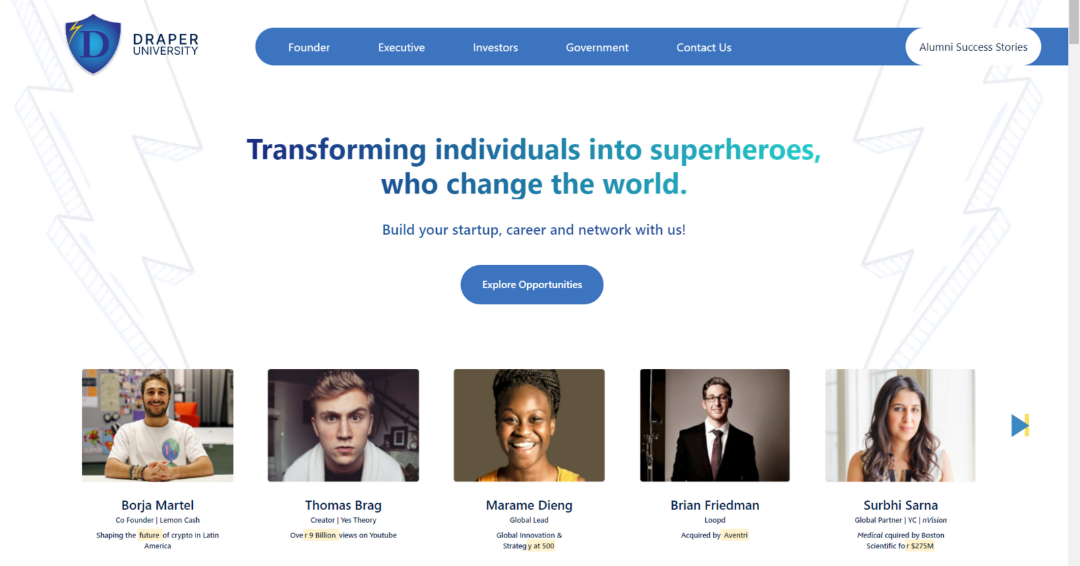 DRAPER
UNIVERSITY
Founder Executive Investors Government Contact Us Alumni Success Stories
Transforming individuals into superheroes,
who change the world.
Build your startup, career and network with us!
Explore Opportunities
Borja Martel
Co Founder | Lemon Cash
Shaping the future of crypto in Latin
America
Thomas Brag
Creator | Yes Theory
Over 9 Billion views on Youtube
Marame Dieng
Global Lead
Global Innovation &
Strategy at 500
Brian Friedman
Loopd
Acquired by Aventri
Surbhi Sarna
Global Partner | YC | nVision
Medical cquired by Boston
Scientific for $275M